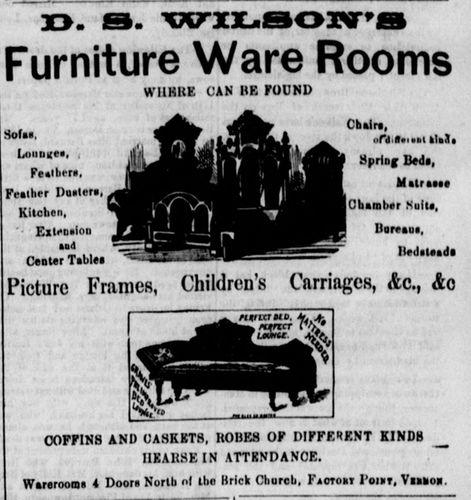 D. S. WILSON'S
Furniture Ware Rooms
WHERE CAN BE FOUND
Sofas,
Lounges,
Feathers,
Feather Dusters,
Kitchen,
Extension
and
Center Tables
Chairs,
of different kinds
Spring Beds,
Matrasse
Chamber Suits,
Bureaus,
Bedsteads
Picture Frames, Children's Carriages, &c., &c
PERFECT BED,
PERFECT
LOUNGE.
No
MATTRESS
NEEDED.
BED
LOUNGE.
COFFINS AND CASKETS, ROBES OF DIFFERENT KINDS
HEARSE IN ATTENDANCE.
Warerooms 4 Doors North of the Brick Church, FACTORY POINT, VERMON.